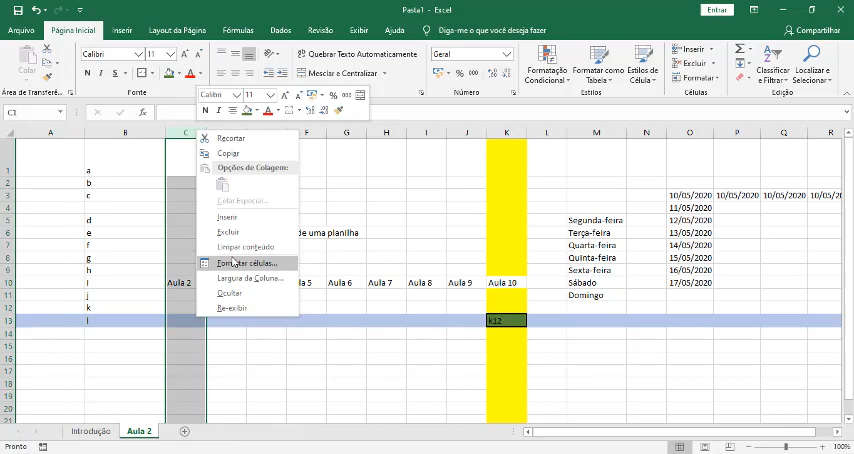 Pasta1 - Excel
Entrar
Arquivo
Página Inicial
Inserir
Layout da Página
Fórmulas
Dados
Revisão
Exibir
Ajuda
Diga-me o que você deseja fazer
Compartilhar
Colar
Calibri
11
N I S
Quebrar Texto Automaticamente
Mesclar e Centralizar
Geral
% 000
Formatação
Condicional
Formatar como
Tabela
Estilos de
Célula
Inserir
Excluir
Formatar
Classificar
e Filtrar
Localizar e
Selecionar
Área de Transferê...
Fonte
Número
Estilos
Células
Edição
Calibri
11
% 000
N I
C1
fx
A B C E F G H I J K L M N O P Q R
Recortar
Copiar
Opções de Colagem:
Colar Especial...
Inserir
Excluir
Limpar conteúdo
Formatar células...
Largura da Coluna...
Ocultar
Re-exibir
1 a
2 b
3 c 10/05/2020 10/05/2020 10/05/2020
4 11/05/2020
5 d Segunda-feira 12/05/2020
6 e de uma planilha Terça-feira 13/05/2020
7 f Quarta-feira 14/05/2020
8 g Quinta-feira 15/05/2020
9 h Sexta-feira 16/05/2020
10 I Aula 2 Aula 6 Aula 7 Aula 8 Aula 9 Aula 10 Sábado 17/05/2020
11 j Domingo
12 k
13 l k12
14
15
16
17
18
19
20
21
Introdução
Aula 2
Pronto
100%